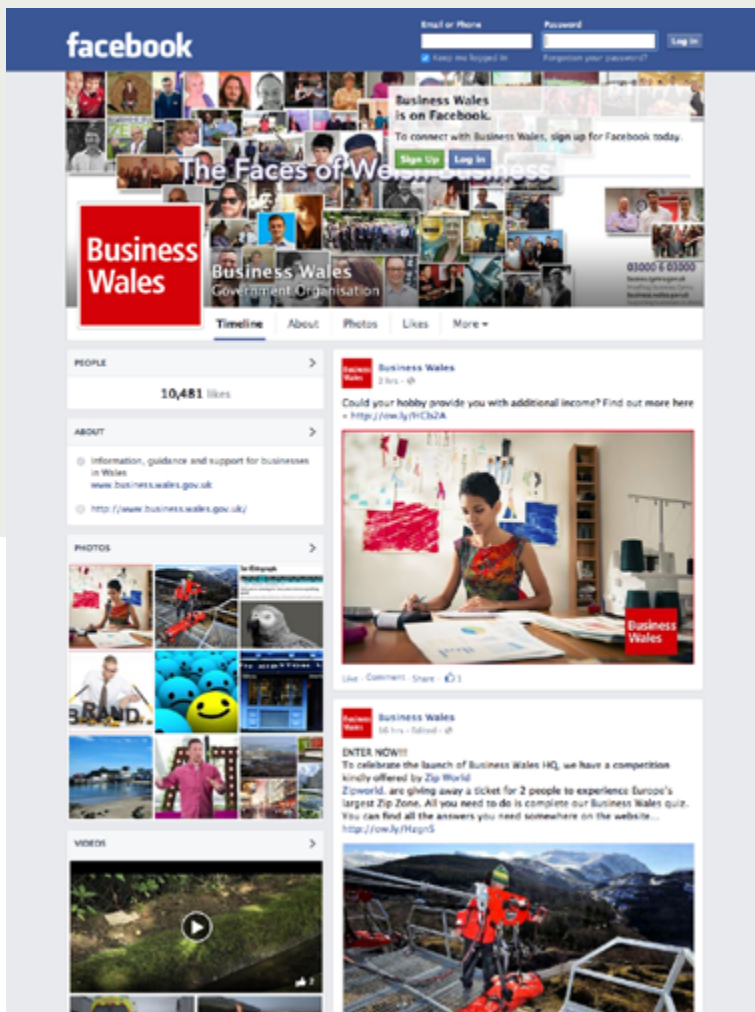 facebook
Email or Phone
Password
Log in
Keep me logged in
Forgotten your password?
Business Wales
is on Facebook.
To connect with Business Wales, sign up for Facebook today.
Sign Up
Log in
The Faces of Welsh Business
Business
Wales
Business Wales
Government Organisation
03000 6 03000
Timeline
About
Photos
Likes
More
PEOPLE
10,481 likes
ABOUT
Information, guidance and support for businesses
in Wales
www.business.wales.gov.uk
http://www.business.wales.gov.uk/
PHOTOS
BRAND
VIDEOS
2
Business
Wales
Business Wales
2 hrs
Could your hobby provide you with additional income? Find out more here
Business
Wales
Like · Comment · Share
Business
Wales
Business Wales
16 hrs · Edited
ENTER NOW!!!
To celebrate the launch of Business Wales HQ, we have a competition
kindly offered by Zip World
Zipworld. are giving away a ticket for 2 people to experience Europe's
largest Zip Zone. All you need to do is complete our Business Wales quiz.
You can find all the answers you need somewhere on the website...